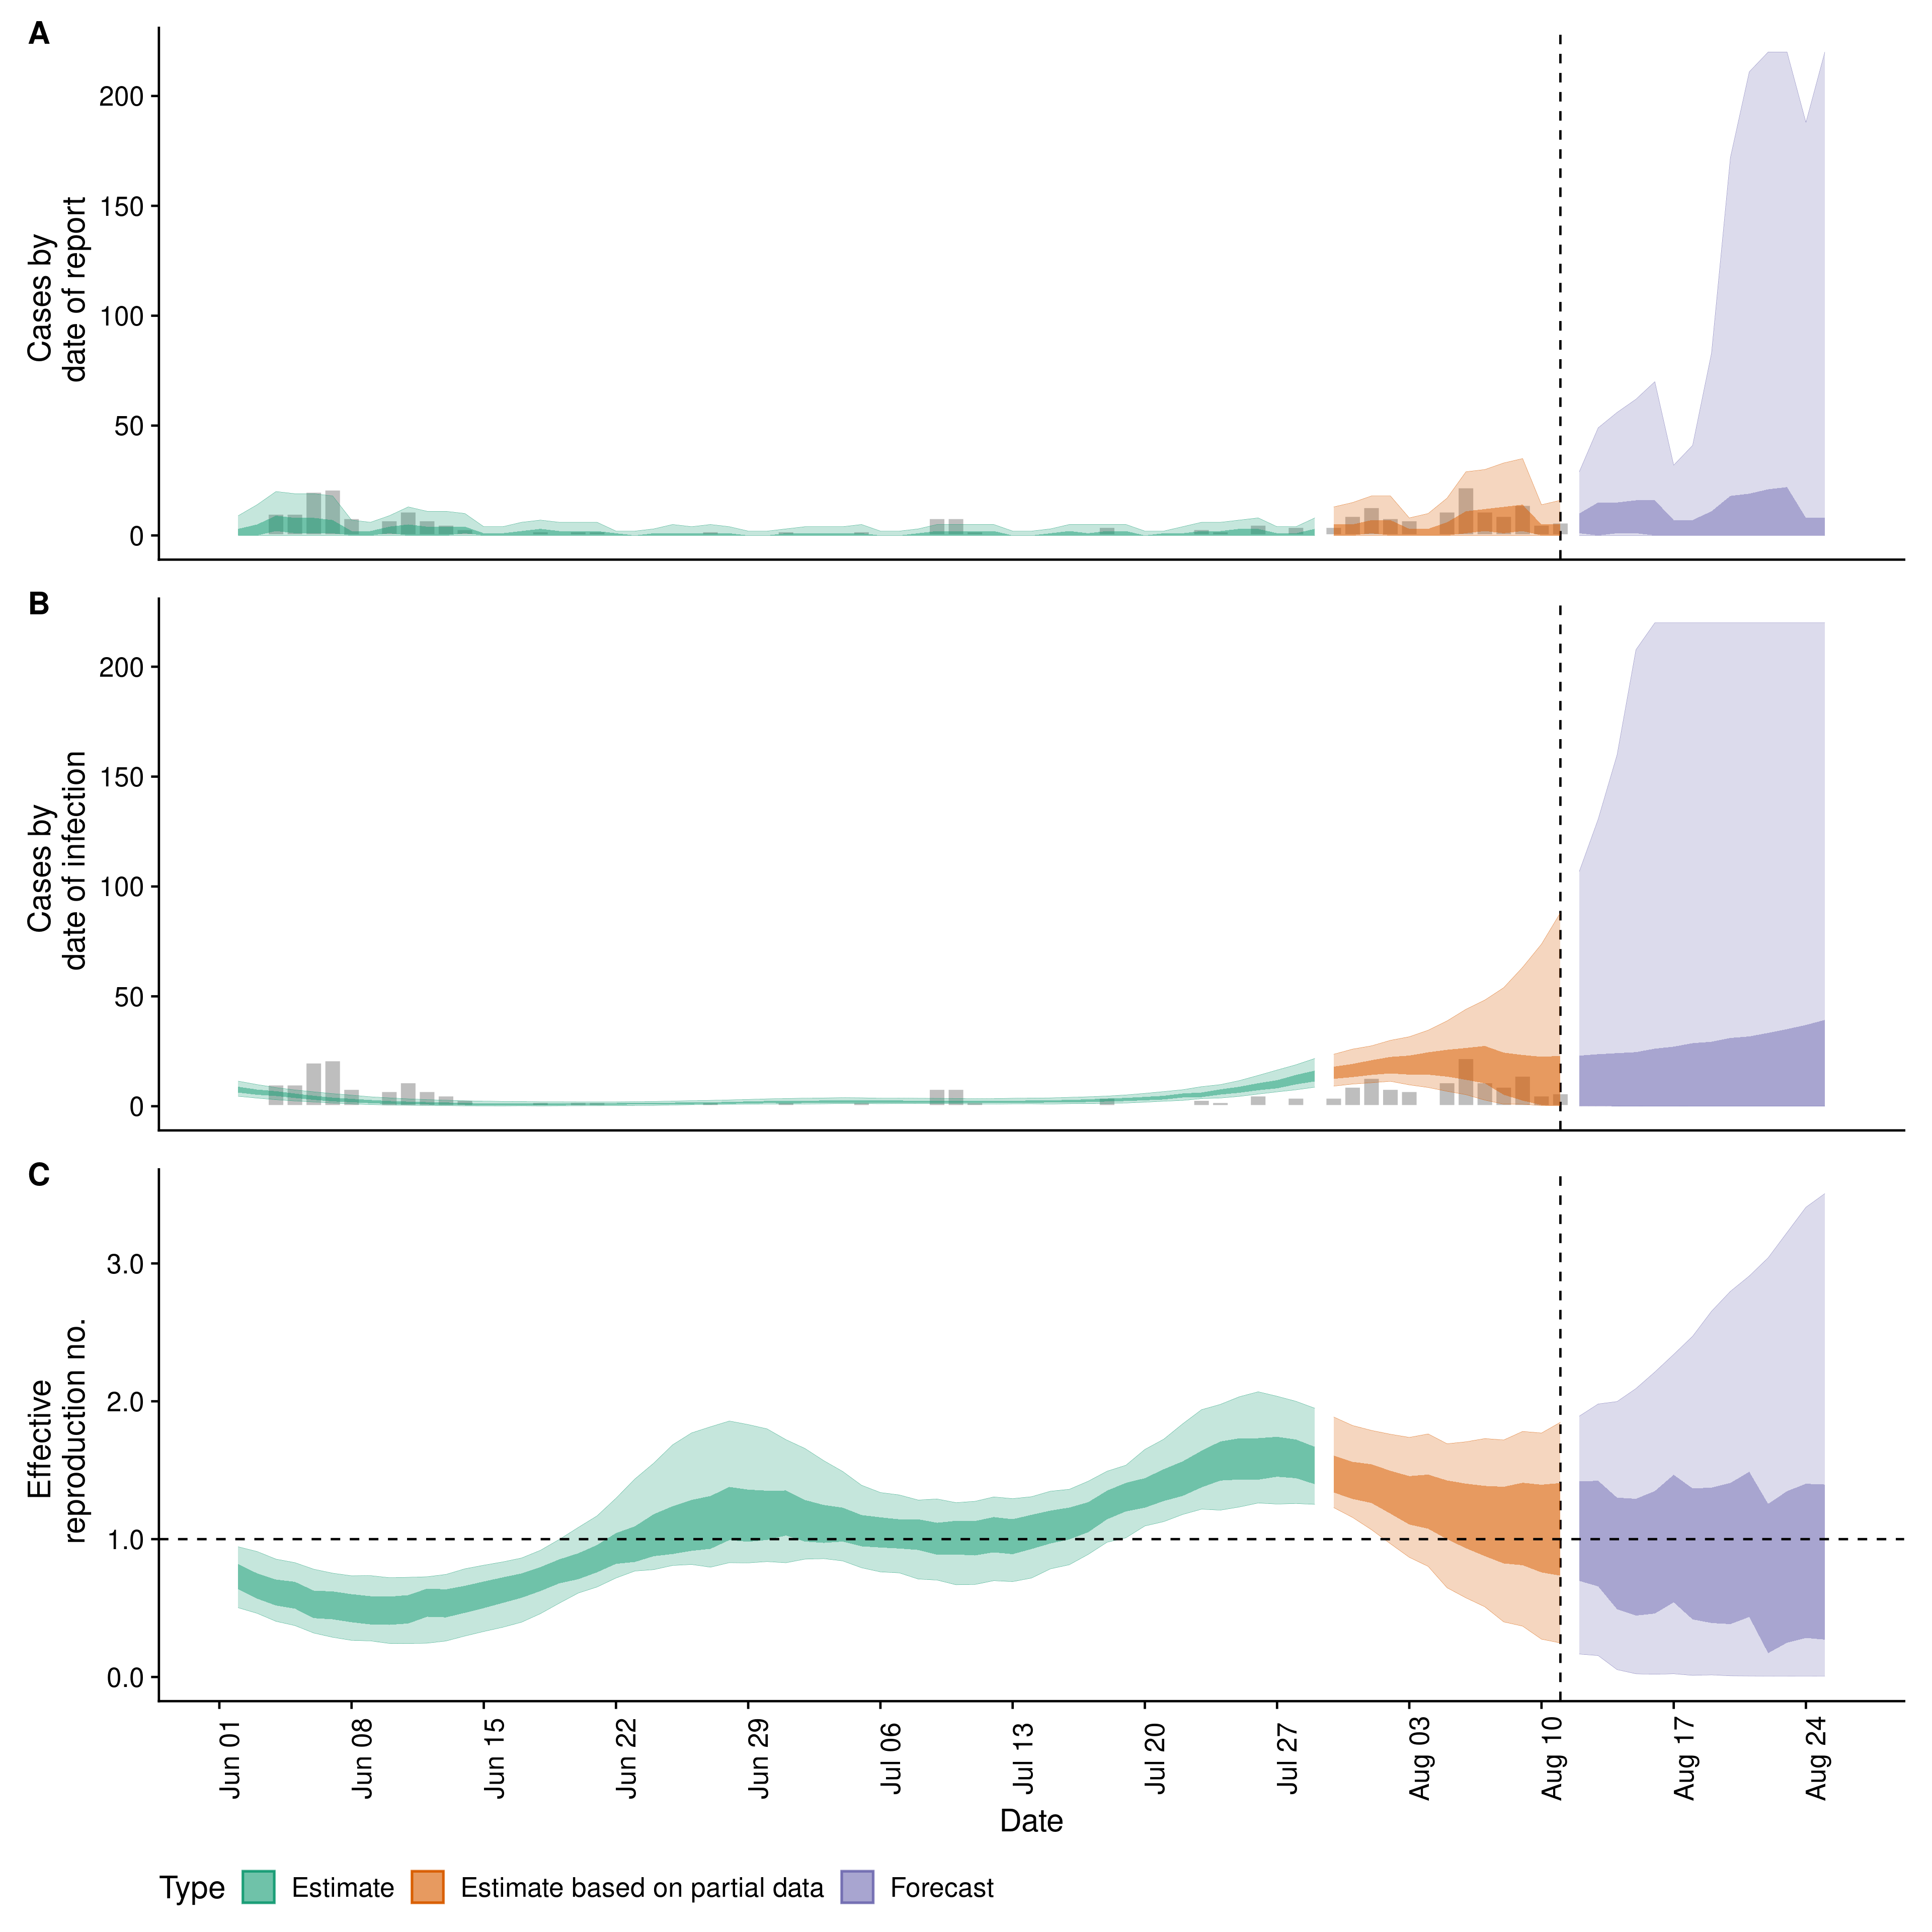 A
200
150
100
50
0
Cases by
date of report
B
200
150
100
50
0
Cases by
date of infection
C
3.0
2.0
1.0
0.0
Effective
reproduction no.
Jun 01
Jun 08
Jun 15
Jun 22
Jun 29
Jul 06
Jul 13
Jul 20
Jul 27
Aug 03
Aug 10
Aug 17
Aug 24
Date
Type Estimate Estimate based on partial data Forecast